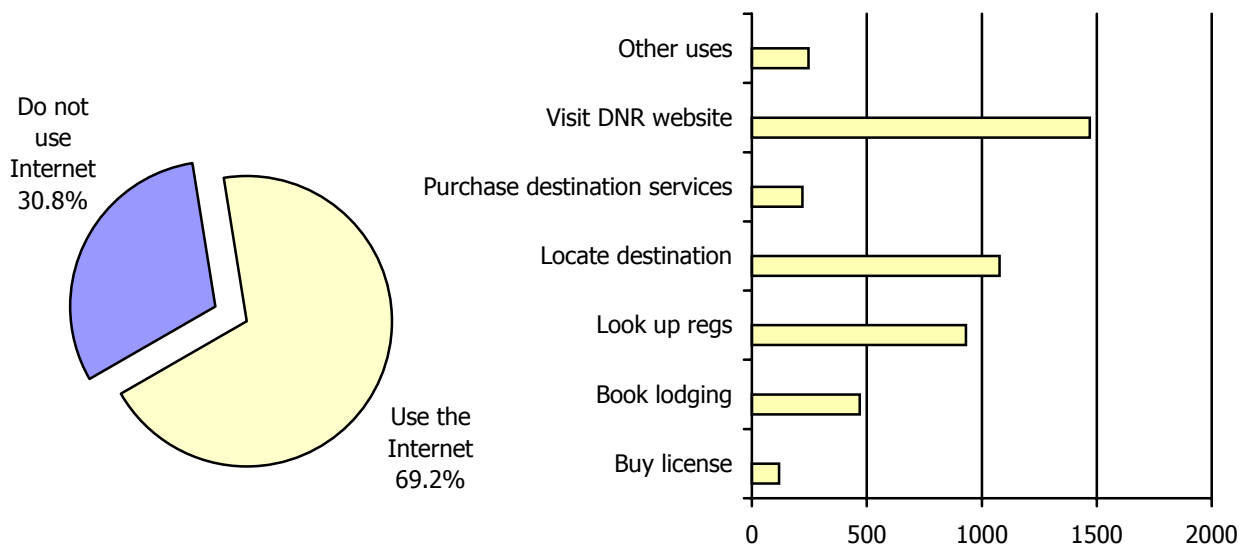 Do not
use
Internet
30.8%
Use the
Internet
69.2%
Other uses
Visit DNR website
Purchase destination services
Locate destination
Look up regs
Book lodging
Buy license
0 500 1000 1500 2000